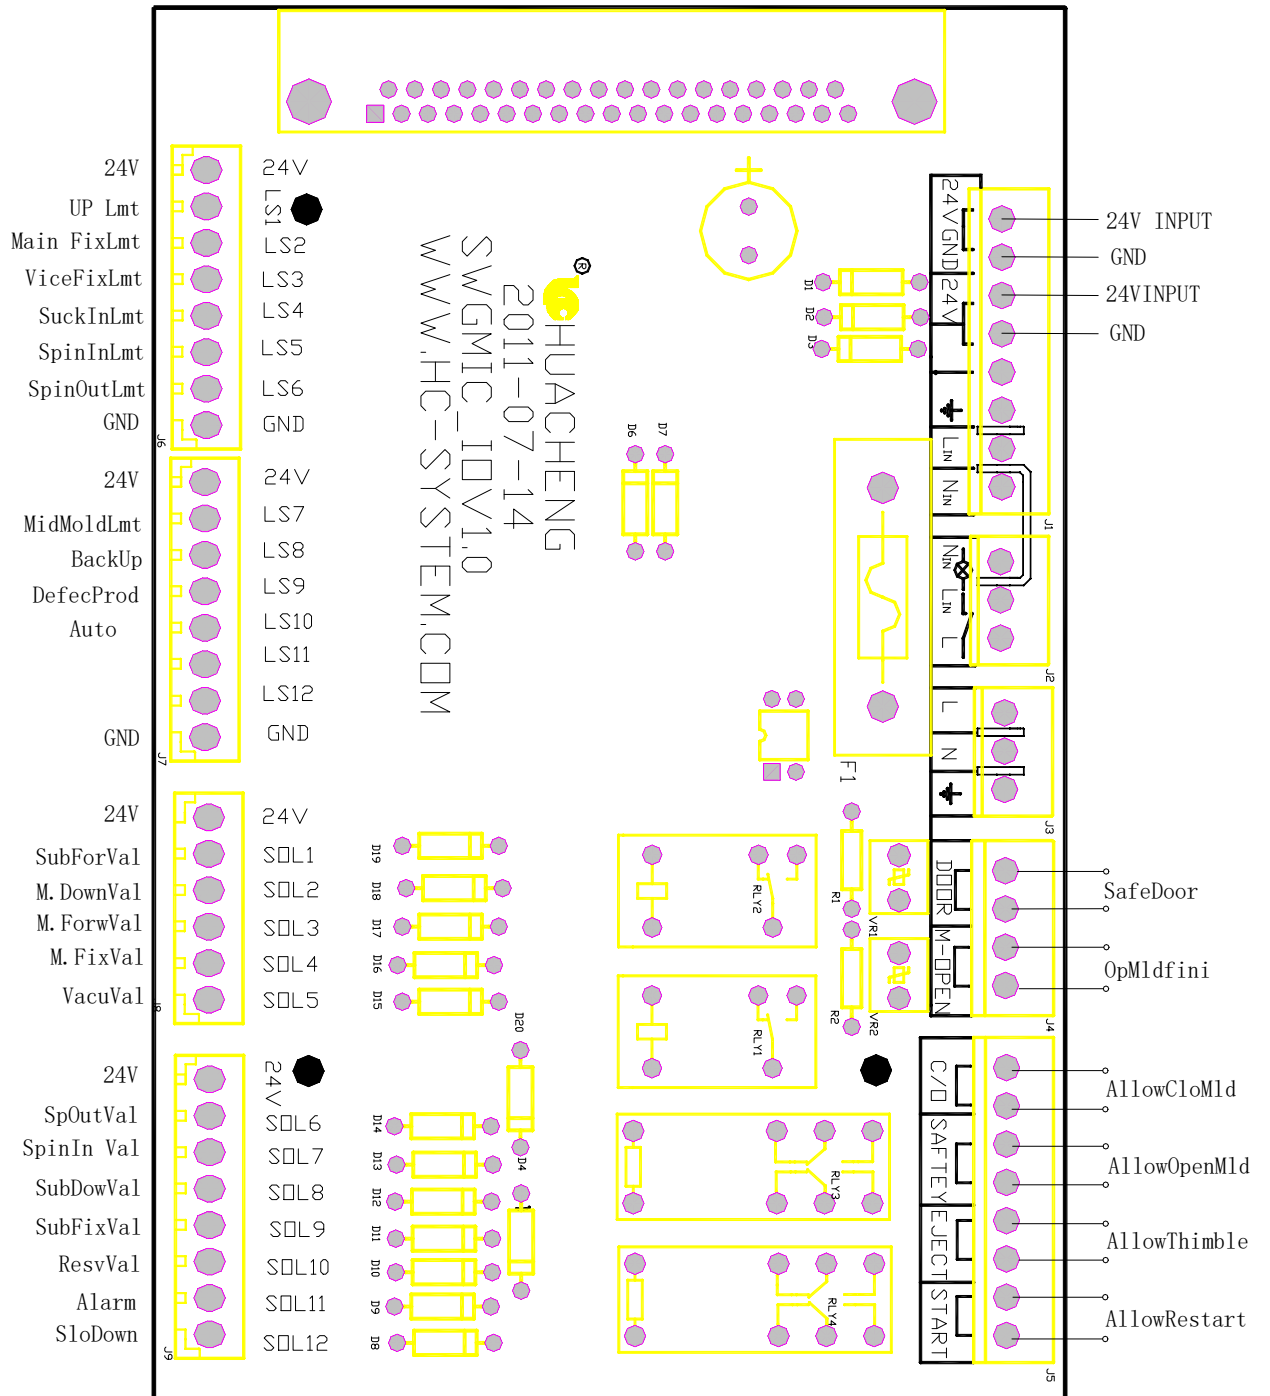 24V 24V
UP Lmt LS1
Main FixLmt LS2
ViceFixLmt LS3
SuckInLmt LS4
SpinInLmt LS5
SpinOutLmt LS6
GND GND
J6
24V 24V
MidMoldLmt LS7
BackUp LS8
DefecProd LS9
Auto LS10
LS11
LS12
GND GND
J7
24V 24V
SubForVal SOL1
M.DownVal SOL2
M.ForwVal SOL3
M.FixVal SOL4
VacuVal SOL5
J8
24V 24V
SpOutVal SOL6
SpinIn Val SOL7
SubDowVal SOL8
SubFixVal SOL9
ResvVal SOL10
Alarm SOL11
SloDown SOL12
J9
D19
D18
D17
D16
D15
D20
D4
D14
D13
D12
D11
D10
D9
D8
HUACHENG
®
2011-07-14
SWGMIC_IOV1.0
WWW.HC-SYSTEM.COM
D1
D2
D3
D6
D7
F1
RLY2
RLY1
RLY3
RLY4
R1
VR1
R2
VR2
24V GND
24V
LIN
NIN
J1
NIN
LIN
L
J2
L
N
J3
DOOR
M-OPEN
J4
C/O
SAFTEY
EJECT
START
J5
24V INPUT
GND
24VINPUT
GND
SafeDoor
OpMldfini
AllowCloMld
AllowOpenMld
AllowThimble
AllowRestart